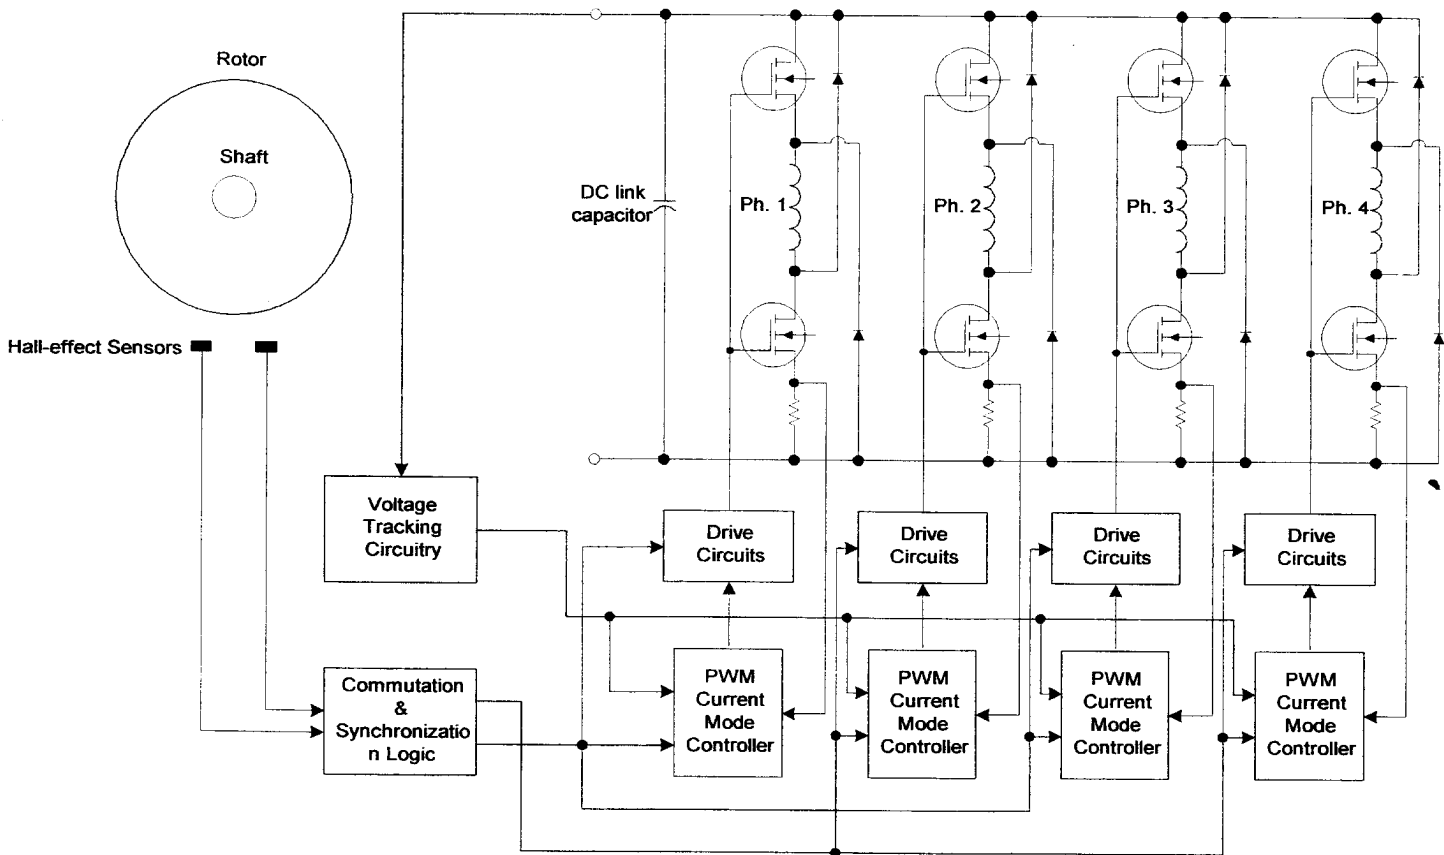 Rotor
Shaft
DC link
capacitor
Ph. 1
Ph. 2
Ph. 3
Ph. 4
Hall-effect Sensors
Voltage
Tracking
Circuitry
Drive
Circuits
Drive
Circuits
Drive
Circuits
Drive
Circuits
Commutation
&
Synchronizatio
n Logic
PWM
Current
Mode
Controller
PWM
Current
Mode
Controller
PWM
Current
Mode
Controller
PWM
Current
Mode
Controller